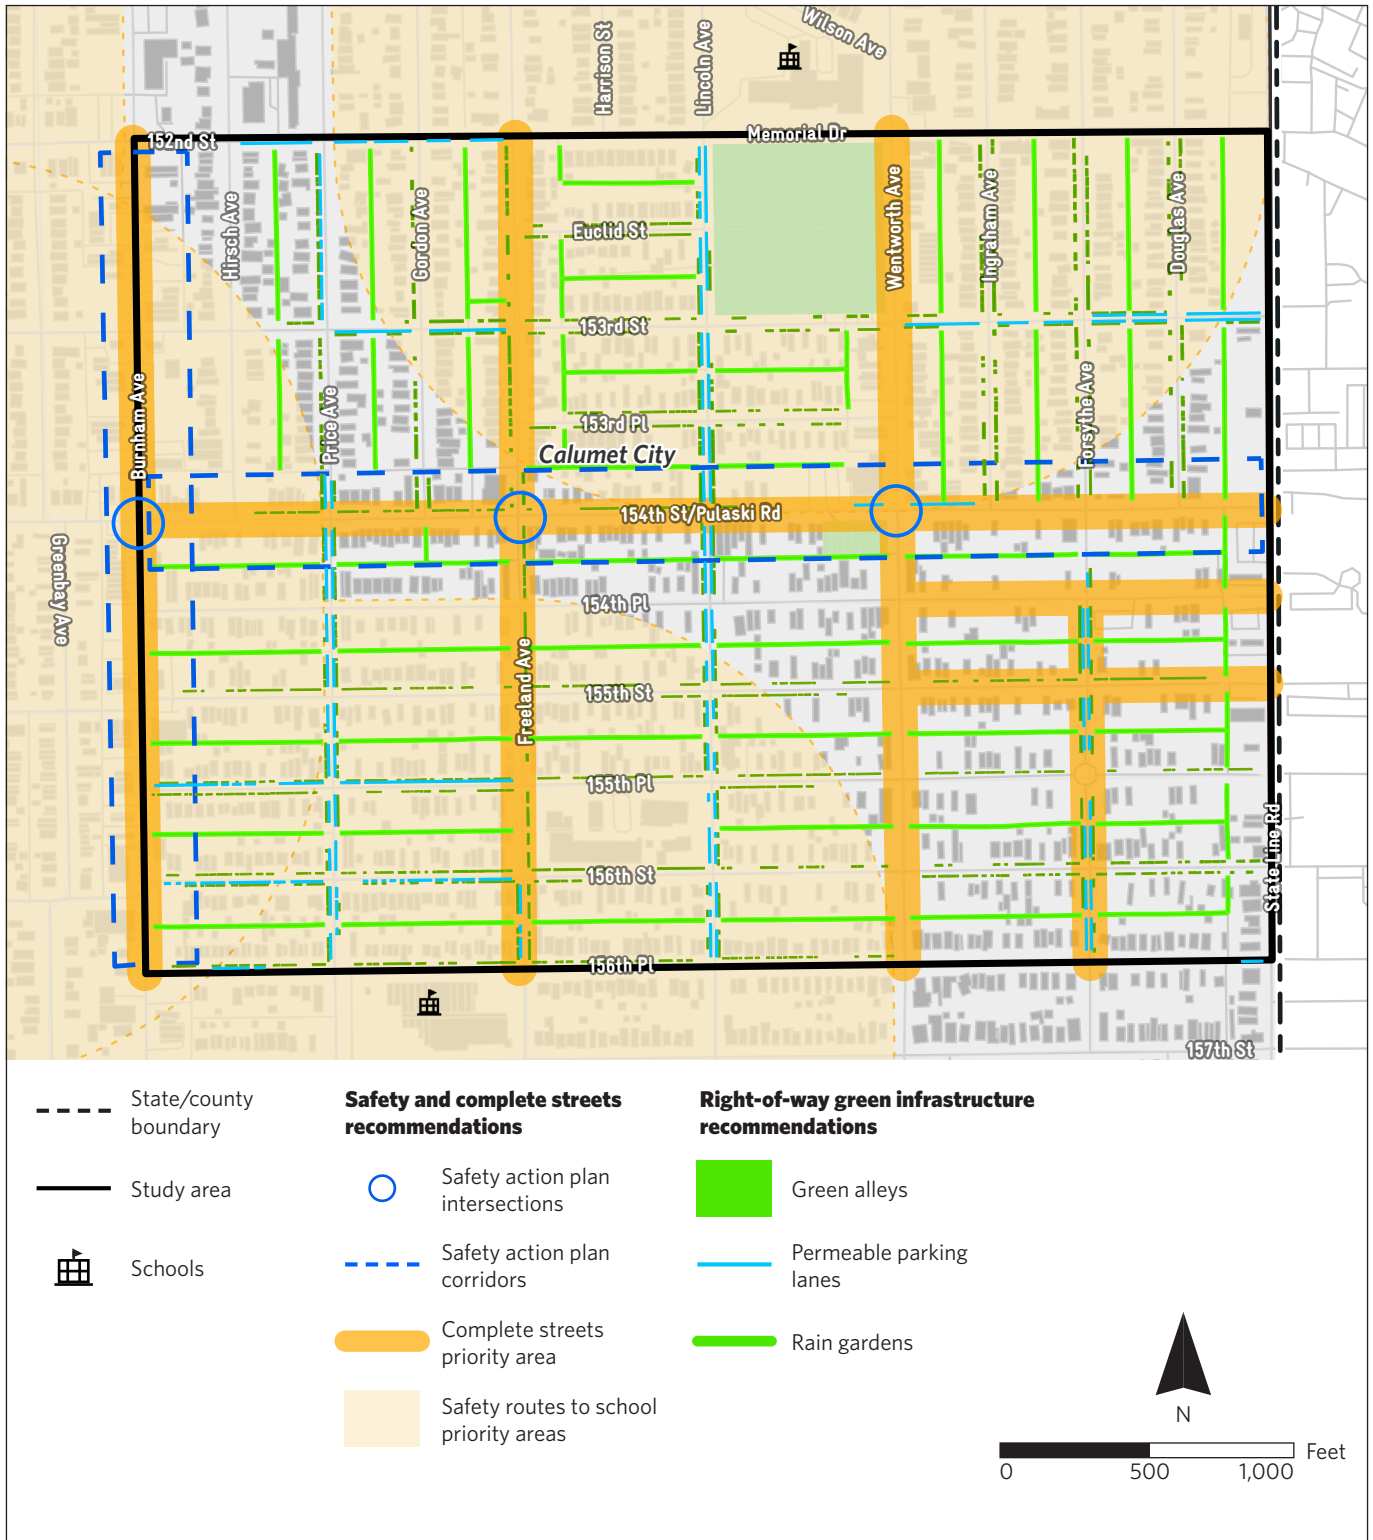 Wilson Ave
Harrison St
Lincoln Ave
152nd St
Memorial Dr
Hirsch Ave
Gordon Ave
Euclid St
Wentworth Ave
Ingraham Ave
Douglas Ave
153rd St
Burnham Ave
Price Ave
153rd Pl
Forsythe Ave
Calumet City
154th St/Pulaski Rd
Greenbay Ave
154th Pl
Freeland Ave
155th St
155th Pl
156th St
State Line Rd
156th Pl
157th St
State/county
boundary
Study area
Schools
Safety and complete streets
recommendations
Safety action plan
intersections
Safety action plan
corridors
Complete streets
priority area
Safety routes to school
priority areas
Right-of-way green infrastructure
recommendations
Green alleys
Permeable parking
lanes
Rain gardens
N
Feet
0 500 1,000